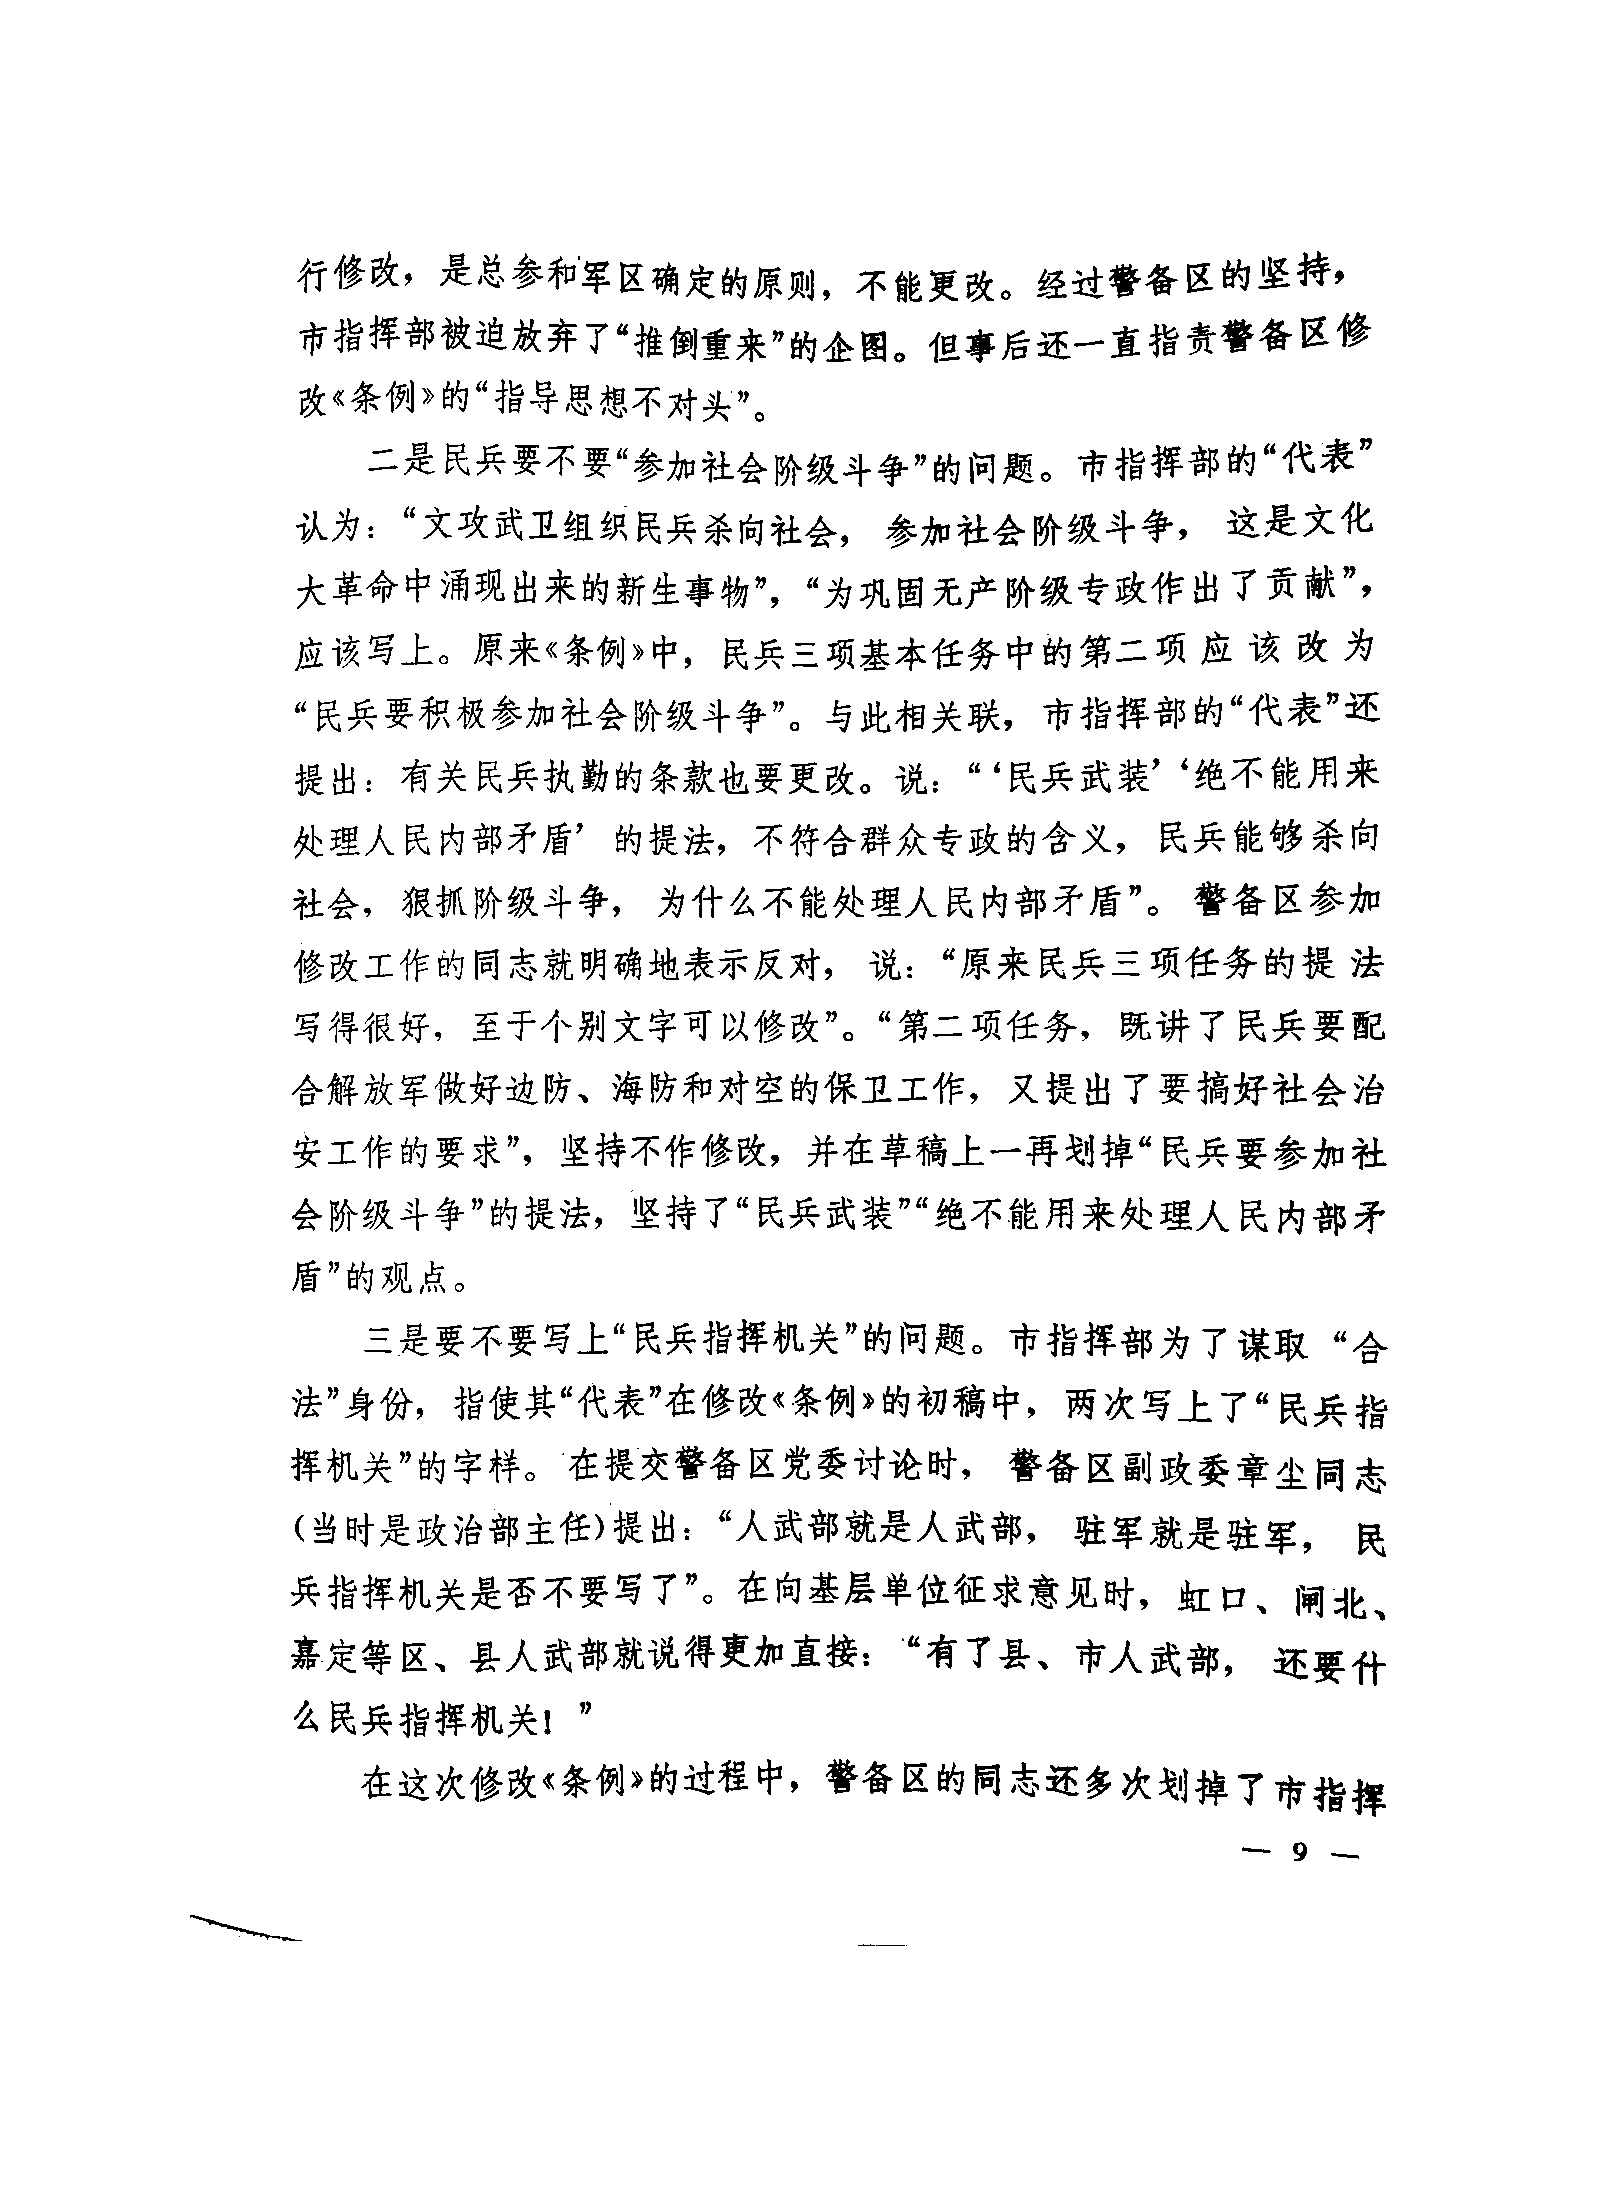 行修改，是总参和军区确定的原则，不能更改。经过警备区的坚持，
市指挥部被迫放弃了“推倒重来”的企图。但事后还一直指责警备区修
改《条例》的“指导思想不对头”。
二是民兵要不要“参加社会阶级斗争”的问题。市指挥部的“代表”
认为：“文攻武卫组织民兵杀向社会，参加社会阶级斗争，这是文化
大革命中涌现出来的新生事物”，“为巩固无产阶级专政作出了贡献”，
应该写上。原来《条例》中，民兵三项基本任务中的第二项应该改为
“民兵要积极参加社会阶级斗争”。与此相关联，市指挥部的“代表”还
提出：有关民兵执勤的条款也要更改。说：“‘民兵武装’‘绝不能用来
处理人民内部矛盾’的提法，不符合群众专政的含义，民兵能够杀向
社会，狠抓阶级斗争，为什么不能处理人民内部矛盾”。警备区参加
修改工作的同志就明确地表示反对，说：“原来民兵三项任务的提法
写得很好，至于个别文字可以修改”。“第二项任务，既讲了民兵要配
合解放军做好边防、海防和对空的保卫工作，又提出了要搞好社会治
安工作的要求”，坚持不作修改，并在草稿上一再划掉“民兵要参加社
会阶级斗争”的提法，坚持了“民兵武装”“绝不能用来处理人民内部矛
盾”的观点。
三是要不要写上“民兵指挥机关”的问题。市指挥部为了谋取“合
法”身份，指使其“代表”在修改《条例》的初稿中，两次写上了“民兵指
挥机关”的字样。在提交警备区党委讨论时，警备区副政委章尘同志
(当时是政治部主任)提出：“人武部就是人武部，驻军就是驻军，民
兵指挥机关是否不要写了”。在向基层单位征求意见时，虹口、闸北、
嘉定等区、县人武部就说得更加直接：“有了县、市人武部，还要什
么民兵指挥机关！”
在这次修改《条例》的过程中，警备区的同志还多次划掉了市指挥
— 9 —